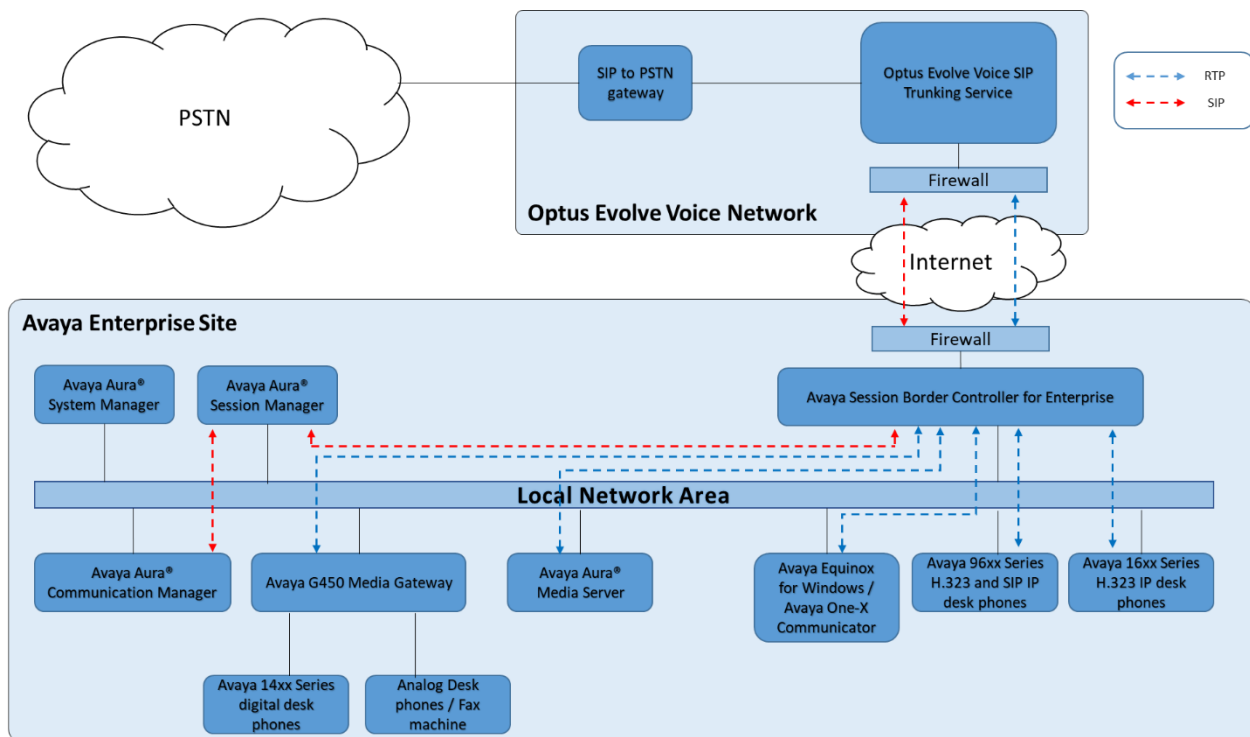 PSTN
SIP to PSTN
gateway
Optus Evolve Voice SIP
Trunking Service
RTP
SIP
Firewall
Optus Evolve Voice Network
Internet
Avaya Enterprise Site
Firewall
Avaya Aura®
System Manager
Avaya Aura®
Session Manager
Avaya Session Border Controller for Enterprise
Local Network Area
Avaya Aura®
Communication Manager
Avaya G450 Media Gateway
Avaya Aura®
Media Server
Avaya Equinox
for Windows /
Avaya One-X
Communicator
Avaya 96xx Series
H.323 and SIP IP
desk phones
Avaya 16xx Series
H.323 IP desk
phones
Avaya 14xx Series
digital desk
phones
Analog Desk
phones / Fax
machine